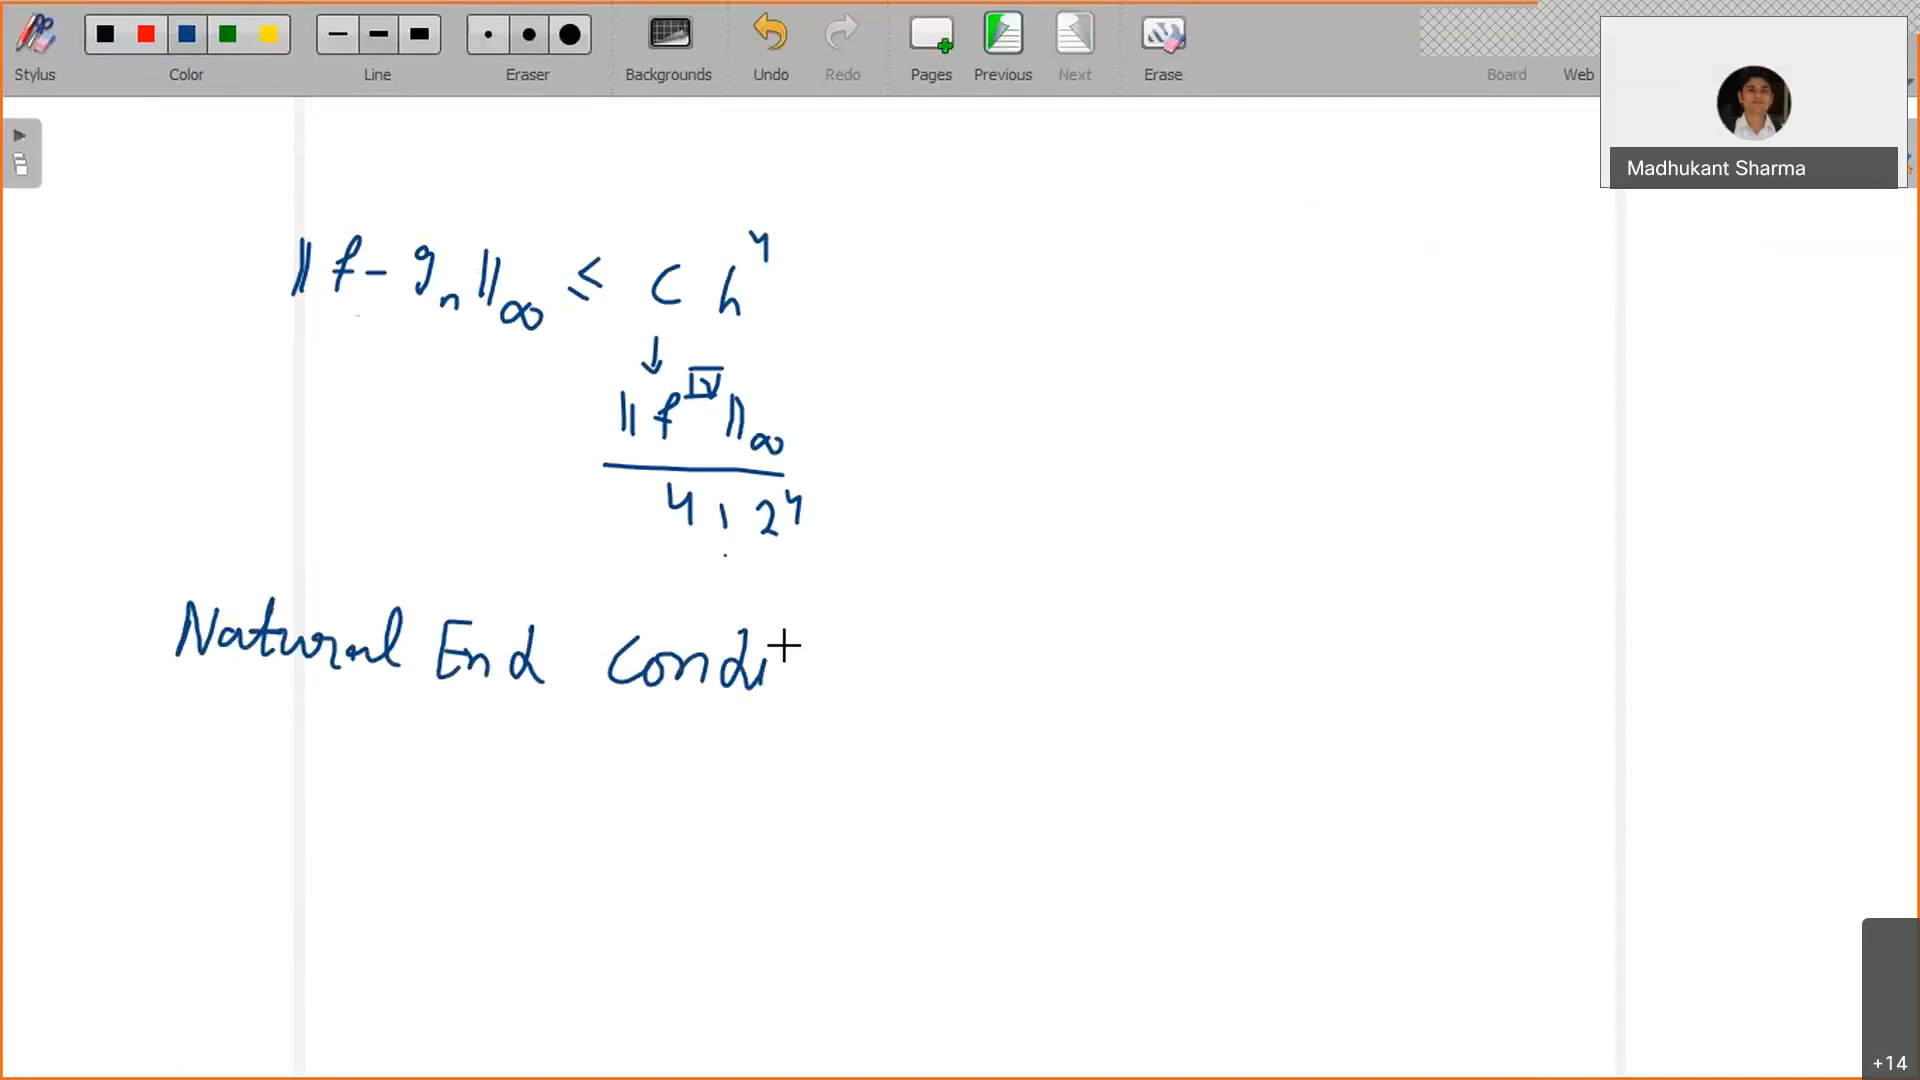 Stylus Color Line Eraser Backgrounds Undo Redo Pages Previous Next Erase Board Web
Madhukant Sharma
‖f - gₙ‖∞ ≤ C h⁴
↓
‖f^IV‖∞
4! 2⁴
Natural End Condi
+14